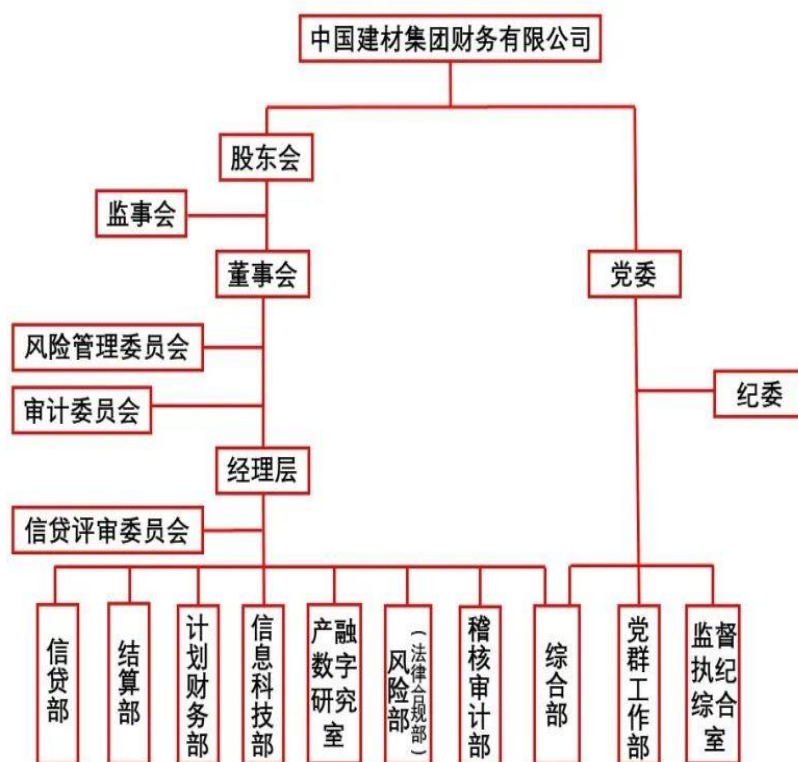 中国建材集团财务有限公司
股东会
监事会
董事会
党委
风险管理委员会
纪委
审计委员会
经理层
信贷评审委员会
信贷部
结算部
计划财务部
信息科技部
产融
数字
研究
室
风险部
（法律合规部）
稽核审计部
综合部
党群工作部
监督
执纪
综合
室